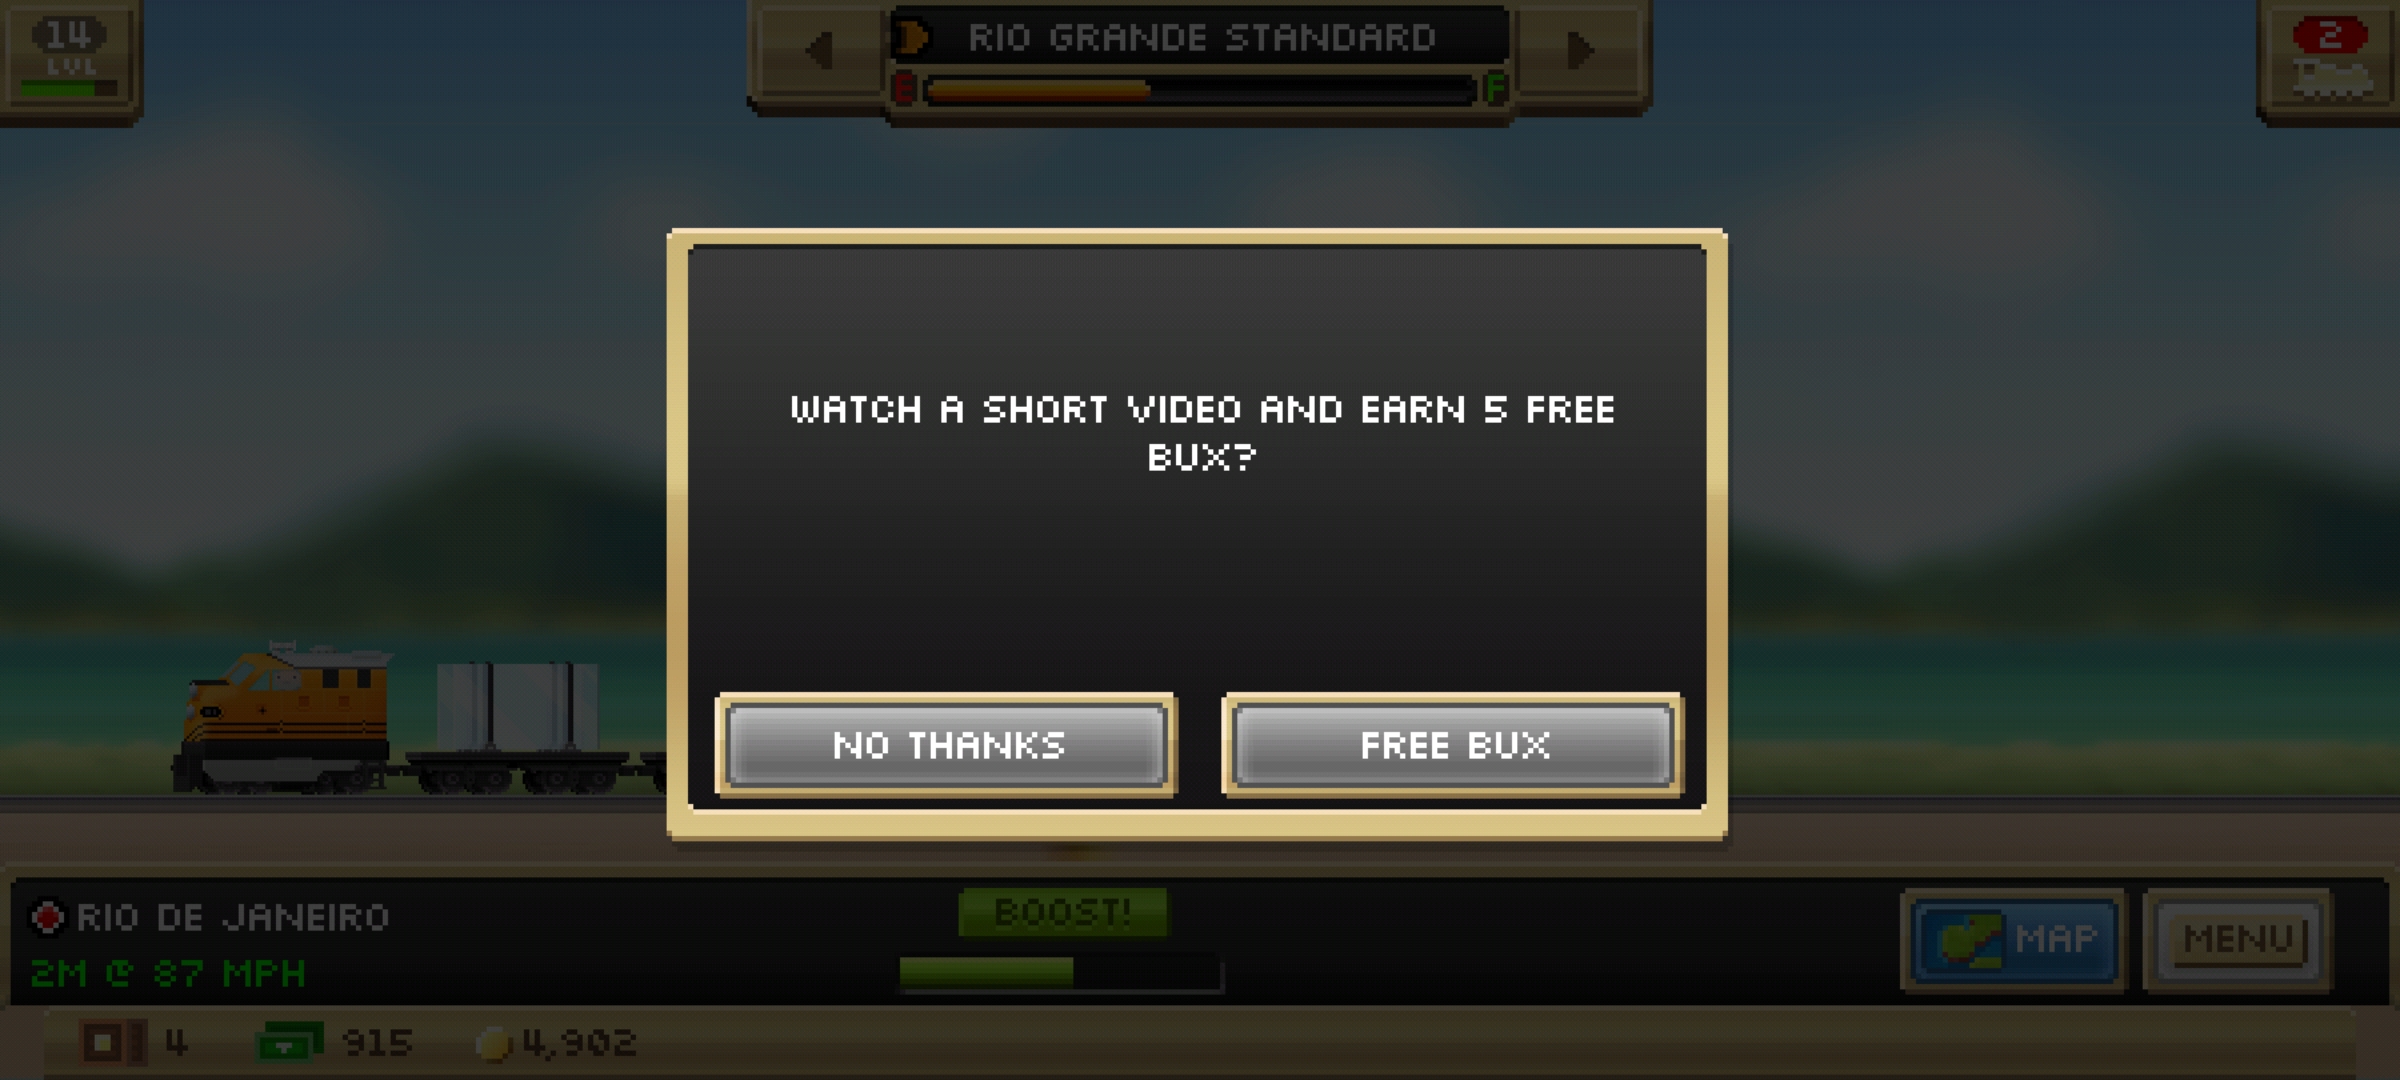 14
LVL
RIO GRANDE STANDARD
E F
2
WATCH A SHORT VIDEO AND EARN 5 FREE
BUX?
NO THANKS
FREE BUX
RIO DE JANEIRO
2M @ 87 MPH
BOOST!
MAP
MENU
4
915
4,902